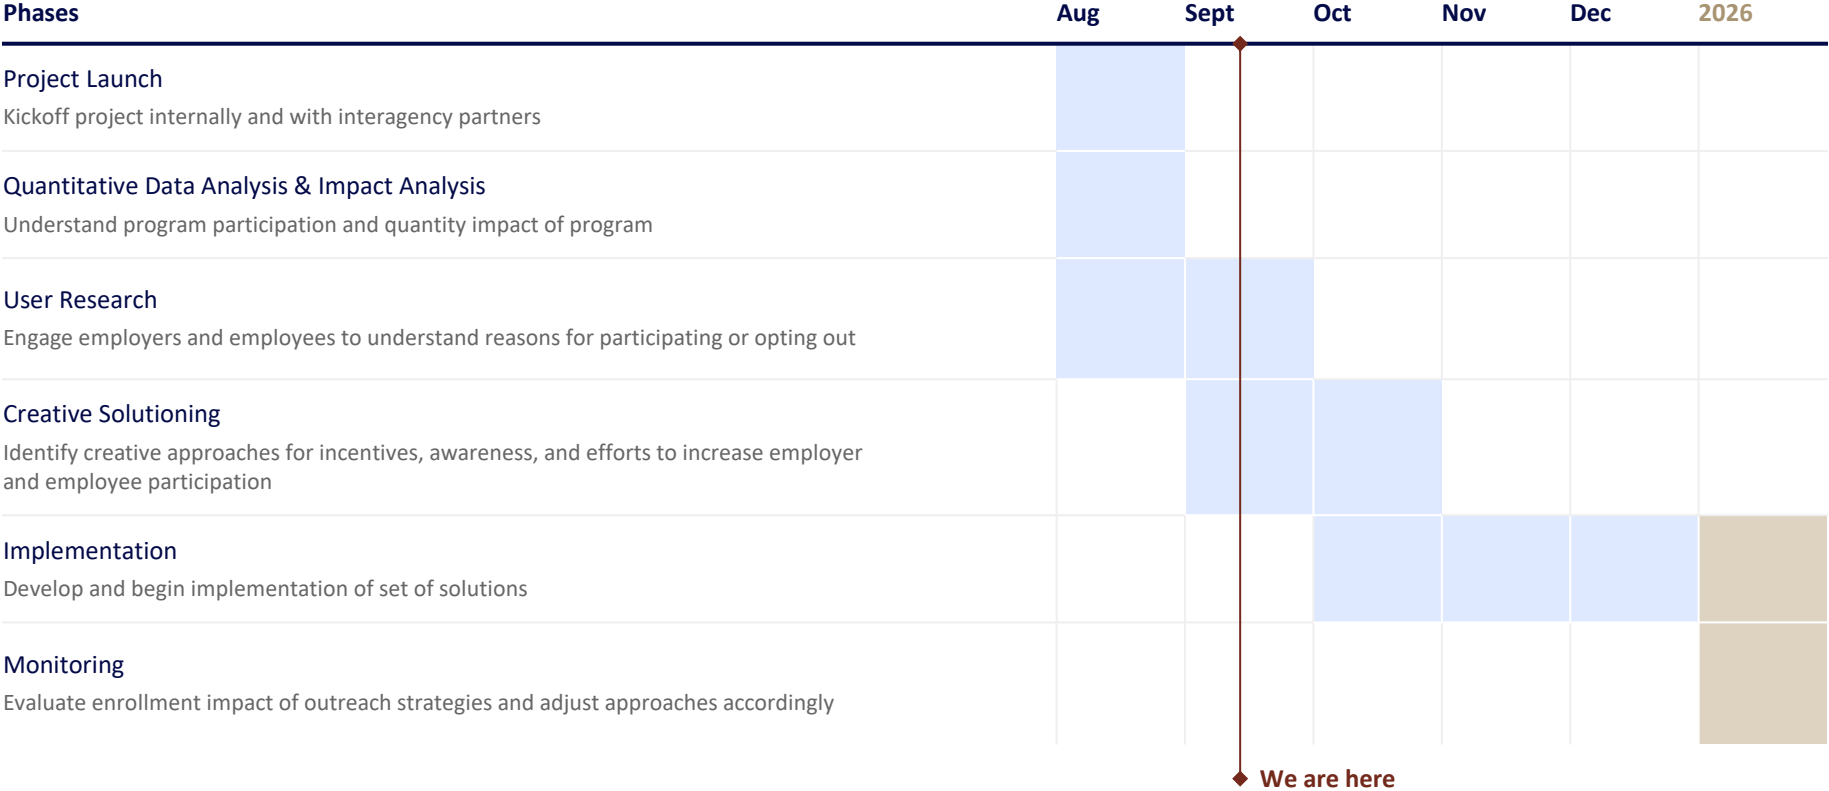 Phases Aug Sept Oct Nov Dec 2026
Project Launch
Kickoff project internally and with interagency partners
Quantitative Data Analysis & Impact Analysis
Understand program participation and quantity impact of program
User Research
Engage employers and employees to understand reasons for participating or opting out
Creative Solutioning
Identify creative approaches for incentives, awareness, and efforts to increase employer
and employee participation
Implementation
Develop and begin implementation of set of solutions
Monitoring
Evaluate enrollment impact of outreach strategies and adjust approaches accordingly
We are here